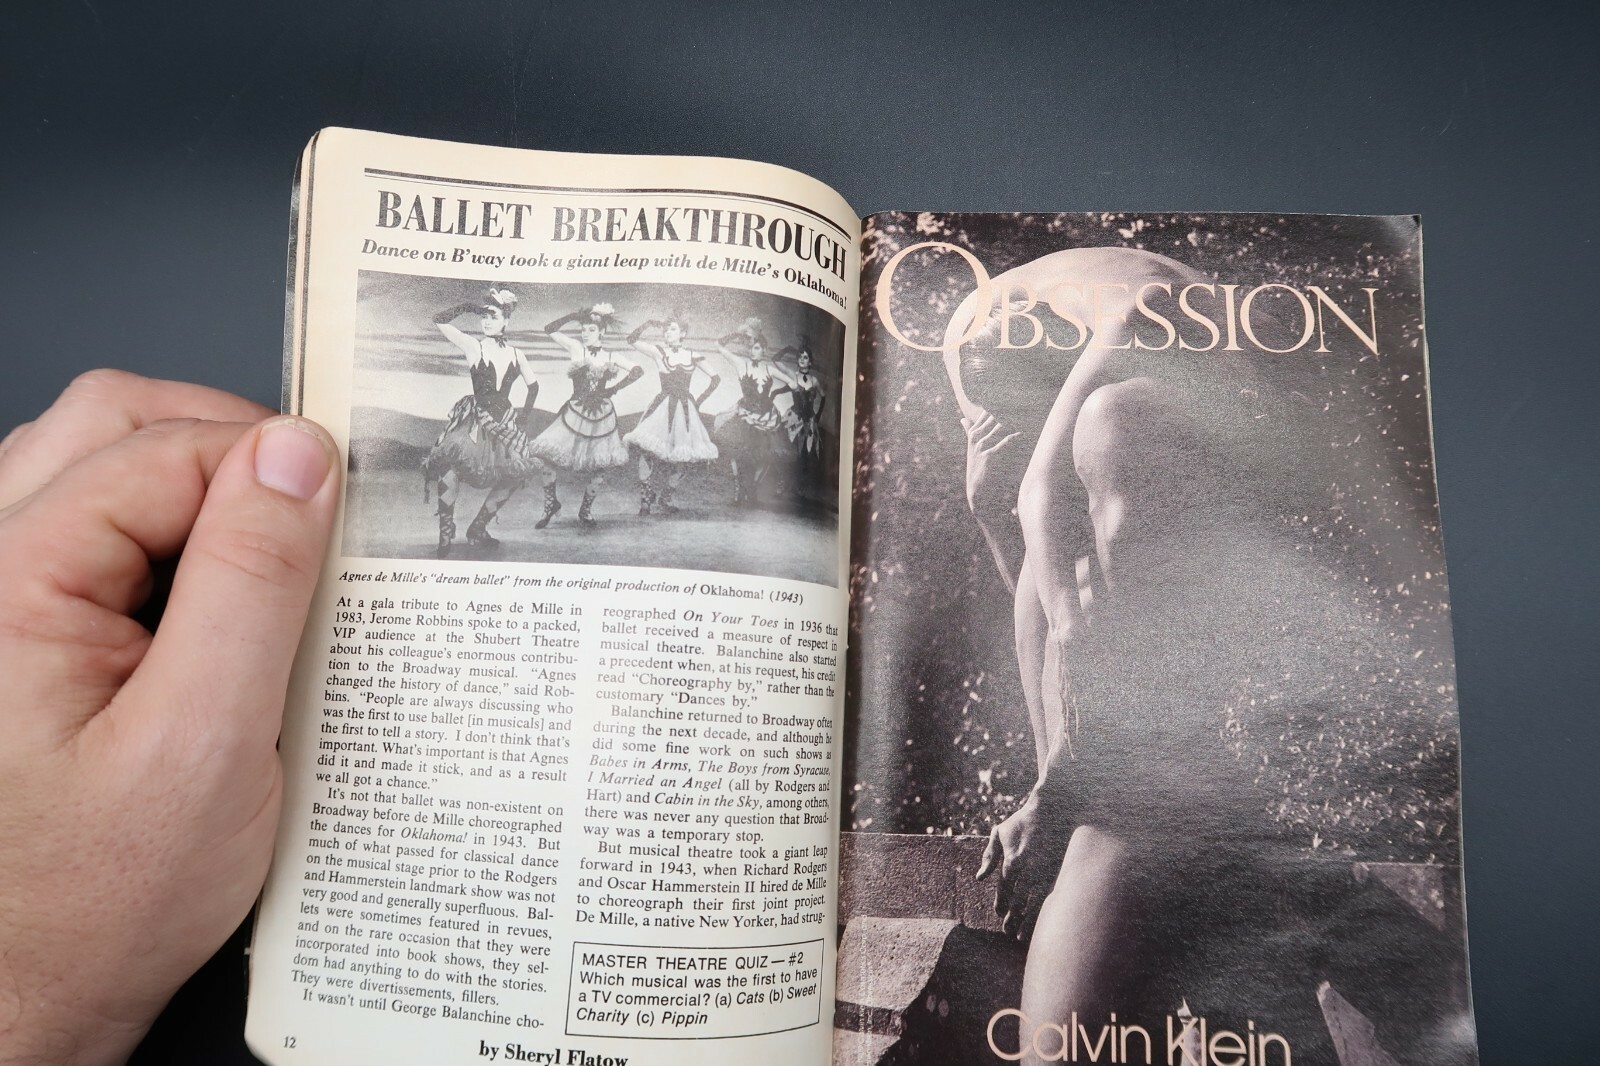 BALLET BREAKTHROUGH
Dance on B'way took a giant leap with de Mille's Oklahoma!
Agnes de Mille's "dream ballet" from the original production of Oklahoma! (1943)
At a gala tribute to Agnes de Mille in
1983, Jerome Robbins spoke to a packed,
VIP audience at the Shubert Theatre
about his colleague's enormous contribu-
tion to the Broadway musical. "Agnes
changed the history of dance," said Rob-
bins. "People are always discussing who
was the first to use ballet [in musicals] and
the first to tell a story. I don't think that's
important. What's important is that Agnes
did it and made it stick, and as a result
we all got a chance."
It's not that ballet was non-existent on
Broadway before de Mille choreographed
the dances for Oklahoma! in 1943. But
much of what passed for classical dance
on the musical stage prior to the Rodgers
and Hammerstein landmark show was not
very good and generally superfluous. Bal-
lets were sometimes featured in revues,
and on the rare occasion that they were
incorporated into book shows, they sel-
dom had anything to do with the stories.
They were divertissements, fillers.
It wasn't until George Balanchine cho-
reographed On Your Toes in 1936 that
ballet received a measure of respect in
musical theatre. Balanchine also started
a precedent when, at his request, his credit
read "Choreography by," rather than the
customary "Dances by."
Balanchine returned to Broadway often
during the next decade, and although he
did some fine work on such shows as
Babes in Arms, The Boys from Syracuse,
I Married an Angel (all by Rodgers and
Hart) and Cabin in the Sky, among others,
there was never any question that Broad-
way was a temporary stop.
But musical theatre took a giant leap
forward in 1943, when Richard Rodgers
and Oscar Hammerstein II hired de Mille
to choreograph their first joint project.
De Mille, a native New Yorker, had strug-
MASTER THEATRE QUIZ—#2
Which musical was the first to have
a TV commercial? (a) Cats (b) Sweet
Charity (c) Pippin
12
by Sheryl Flatow
OBSESSION
Calvin Klein